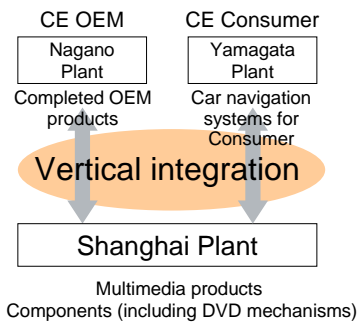 CE OEM
CE Consumer
Nagano
Plant
Yamagata
Plant
Completed OEM
products
Car navigation
systems for
Consumer
Vertical integration
Shanghai Plant
Multimedia products
Components (including DVD mechanisms)